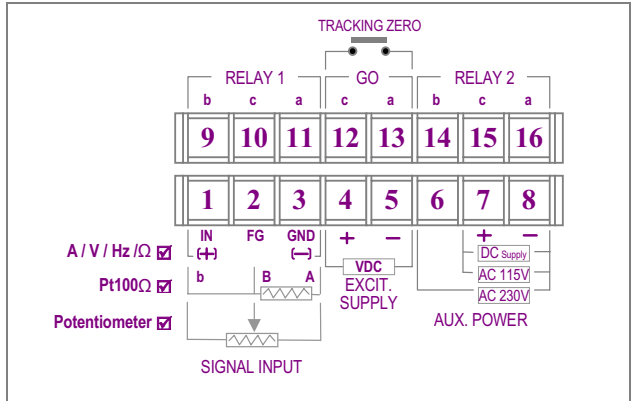 TRACKING ZERO
RELAY 1 GO RELAY 2
b c a c a b c a
9 10 11 12 13 14 15 16
1 2 3 4 5 6 7 8
IN FG GND + − + −
A / V / Hz /Ω ☑ (+) (−) DC Supply
VDC AC 115V
Pt100Ω ☑ b B A EXCIT. AC 230V
SUPPLY
Potentiometer ☑ AUX. POWER
SIGNAL INPUT